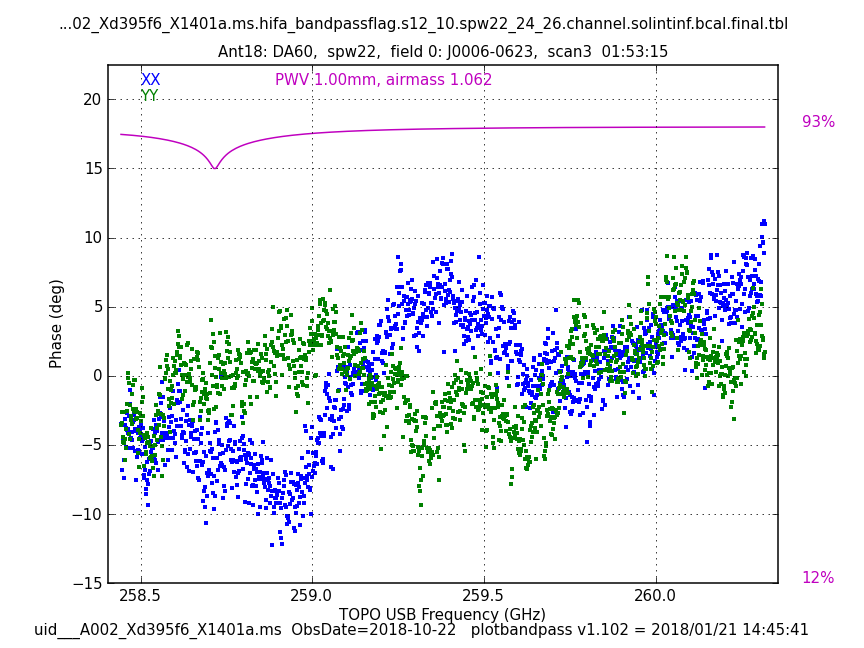 ...02_Xd395f6_X1401a.ms.hifa_bandpassflag.s12_10.spw22_24_26.channel.solintinf.bcal.final.tbl
Ant18: DA60, spw22, field 0: J0006-0623, scan3 01:53:15
XX
PWV 1.00mm, airmass 1.062
YY
93%
20
15
10
5
0
−5
−10
−15
Phase (deg)
12%
258.5 259.0 259.5 260.0
TOPO USB Frequency (GHz)
uid___A002_Xd395f6_X1401a.ms ObsDate=2018-10-22 plotbandpass v1.102 = 2018/01/21 14:45:41